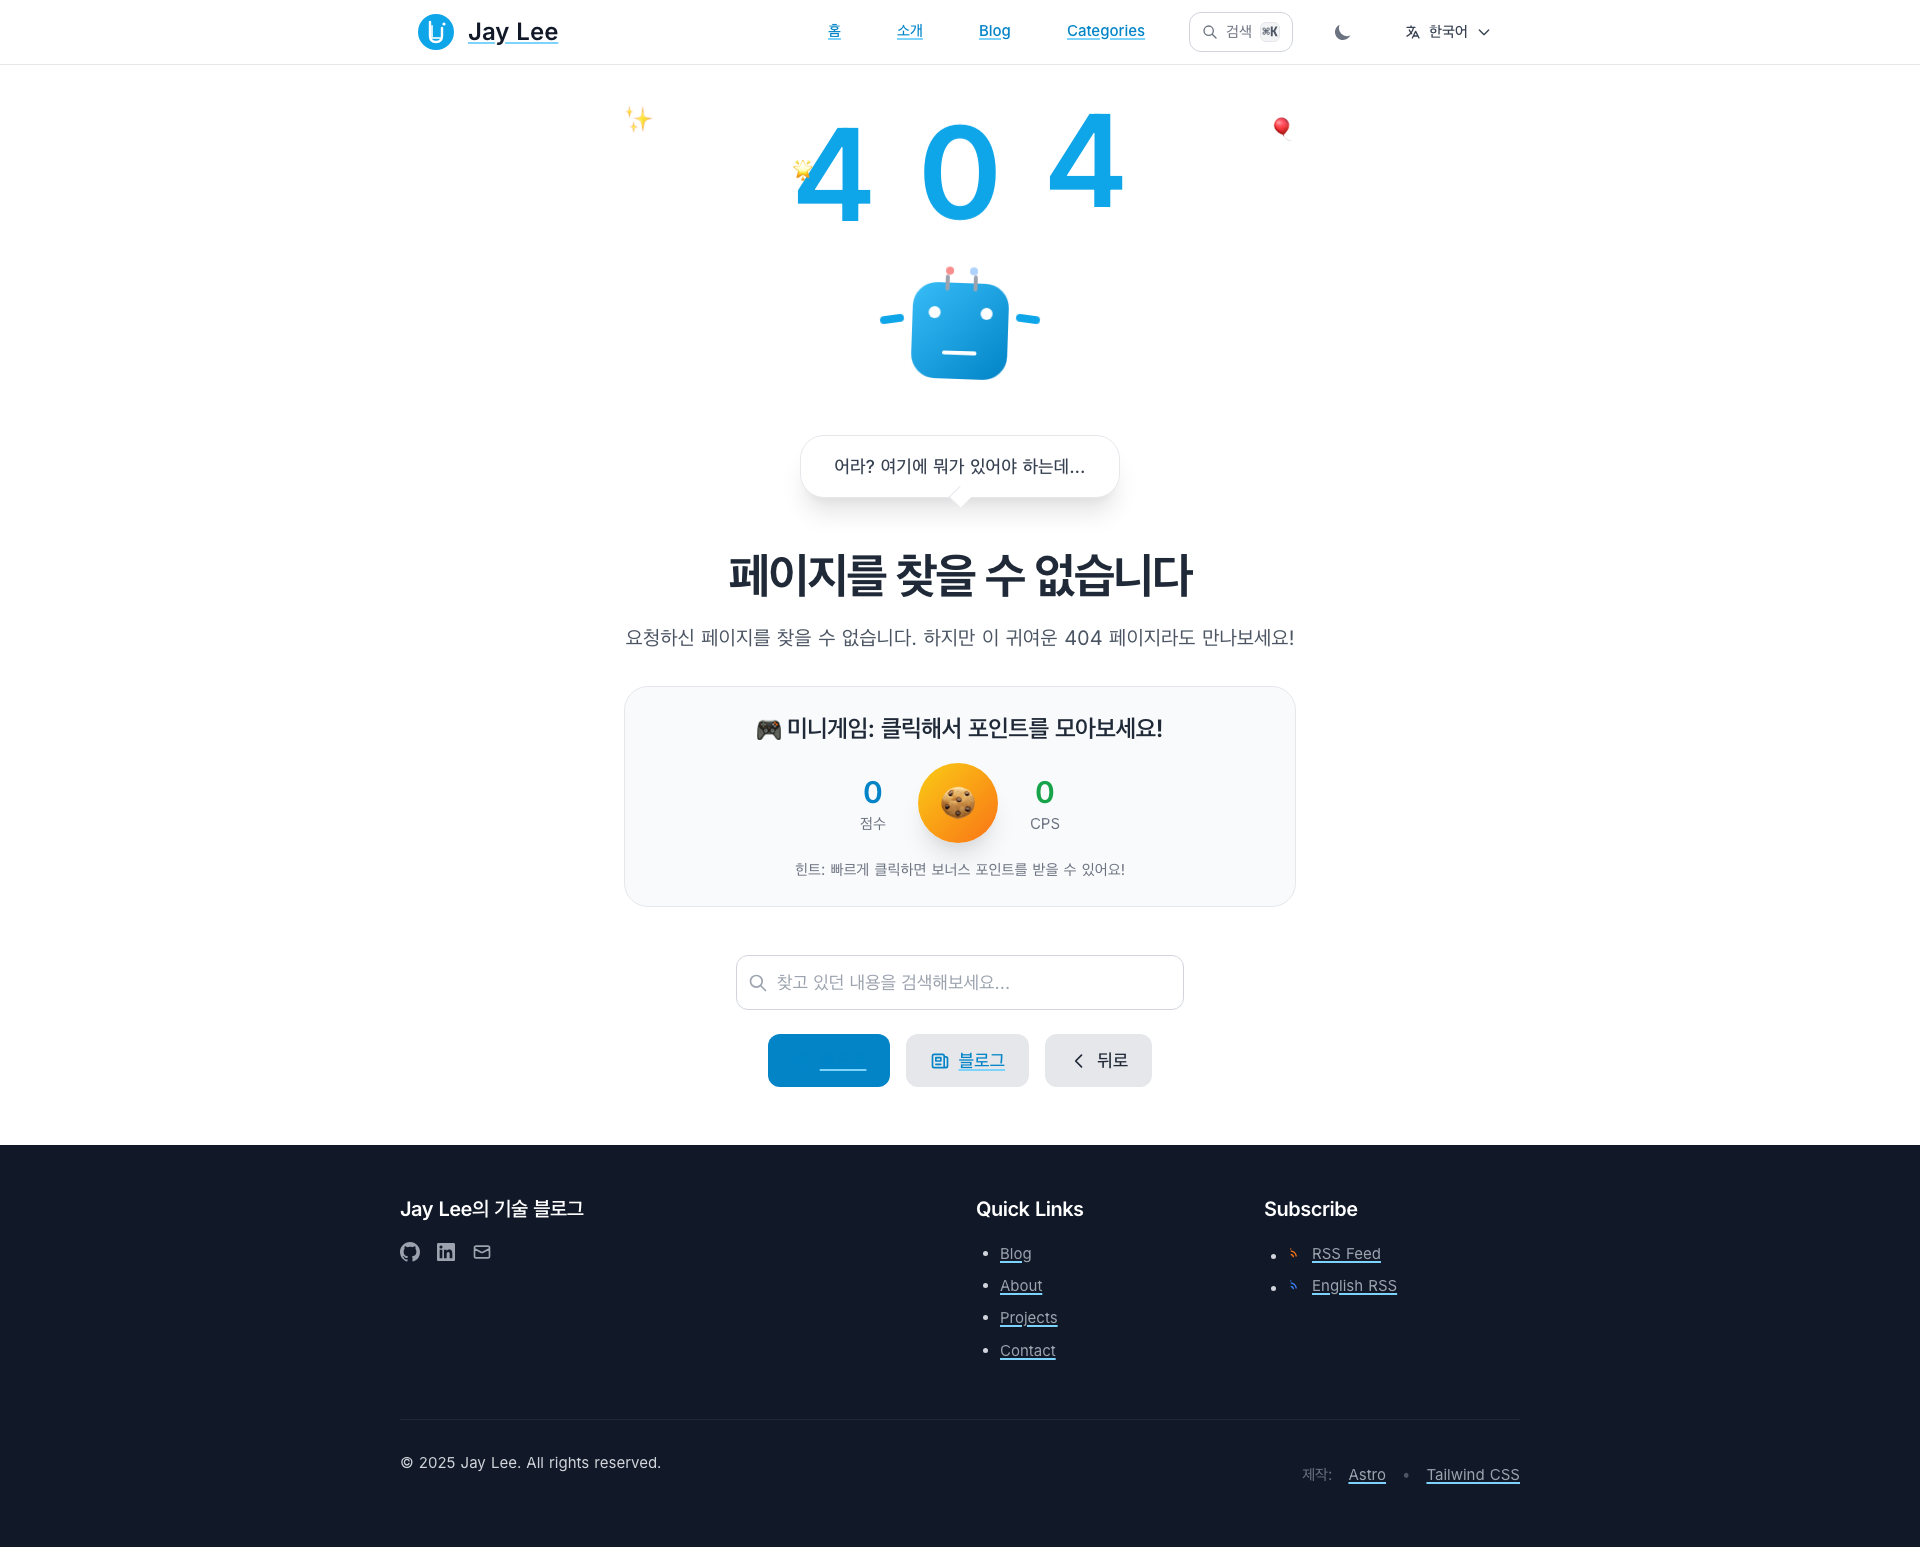 Jay Lee
홈 소개 Blog Categories 검색 ⌘K 한국어
4 0 4
어라? 여기에 뭐가 있어야 하는데...
페이지를 찾을 수 없습니다
요청하신 페이지를 찾을 수 없습니다. 하지만 이 귀여운 404 페이지라도 만나보세요!
🎮 미니게임: 클릭해서 포인트를 모아보세요!
0 0
점수 CPS
힌트: 빠르게 클릭하면 보너스 포인트를 받을 수 있어요!
찾고 있던 내용을 검색해보세요...
블로그 뒤로
Jay Lee의 기술 블로그
Quick Links
Blog
About
Projects
Contact
Subscribe
RSS Feed
English RSS
© 2025 Jay Lee. All rights reserved.
제작: Astro • Tailwind CSS